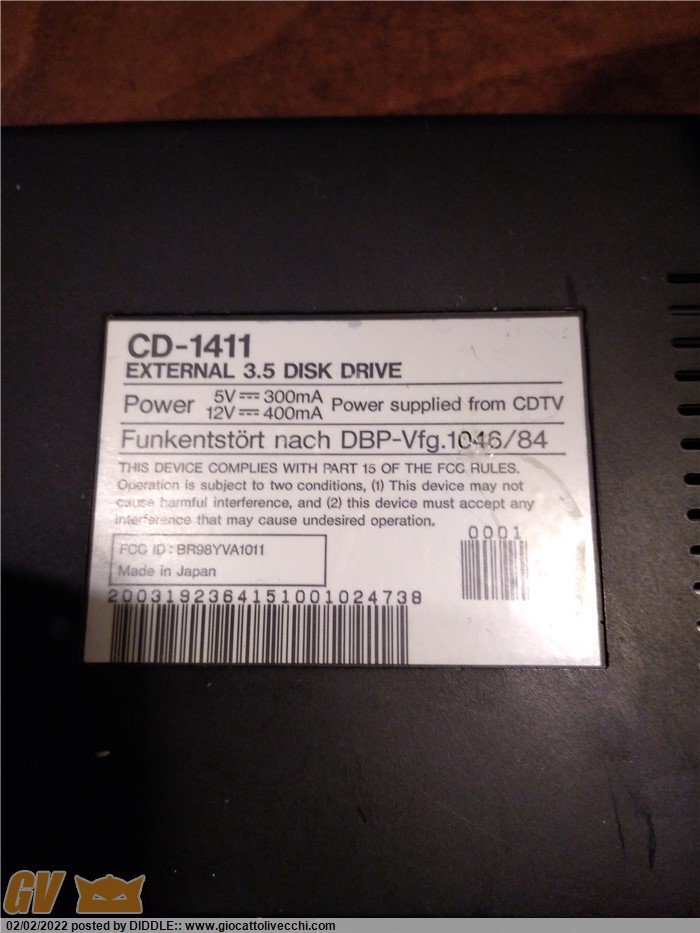 CD-1411
EXTERNAL 3.5 DISK DRIVE
Power 5V⎓300mA Power supplied from CDTV
12V⎓400mA
Funkentstört nach DBP-Vfg.1046/84
THIS DEVICE COMPLIES WITH PART 15 OF THE FCC RULES.
Operation is subject to two conditions, (1) This device may not
cause harmful interference, and (2) this device must accept any
interference that may cause undesired operation.
0001
FCC ID: BR98YVA1011
Made in Japan
2003192364151001024738
GV
02/02/2022 posted by DIDDLE:: www.giocattolivecchi.com